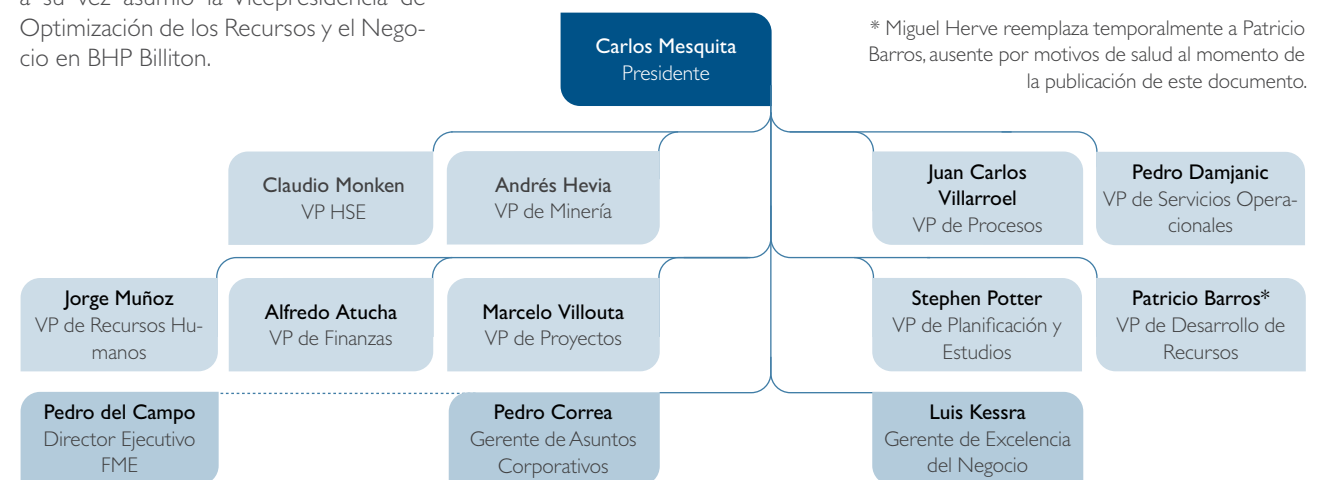 a su vez asumió la Vicepresidencia de
Optimización de los Recursos y el Nego-
cio en BHP Billiton.
Carlos Mesquita
Presidente
* Miguel Herve reemplaza temporalmente a Patricio
Barros, ausente por motivos de salud al momento de
la publicación de este documento.
Claudio Monken
VP HSE
Andrés Hevia
VP de Minería
Juan Carlos
Villarroel
VP de Procesos
Pedro Damjanic
VP de Servicios Opera-
cionales
Jorge Muñoz
VP de Recursos Hu-
manos
Alfredo Atucha
VP de Finanzas
Marcelo Villouta
VP de Proyectos
Stephen Potter
VP de Planificación y
Estudios
Patricio Barros*
VP de Desarrollo de
Recursos
Pedro del Campo
Director Ejecutivo
FME
Pedro Correa
Gerente de Asuntos
Corporativos
Luis Kessra
Gerente de Excelencia
del Negocio